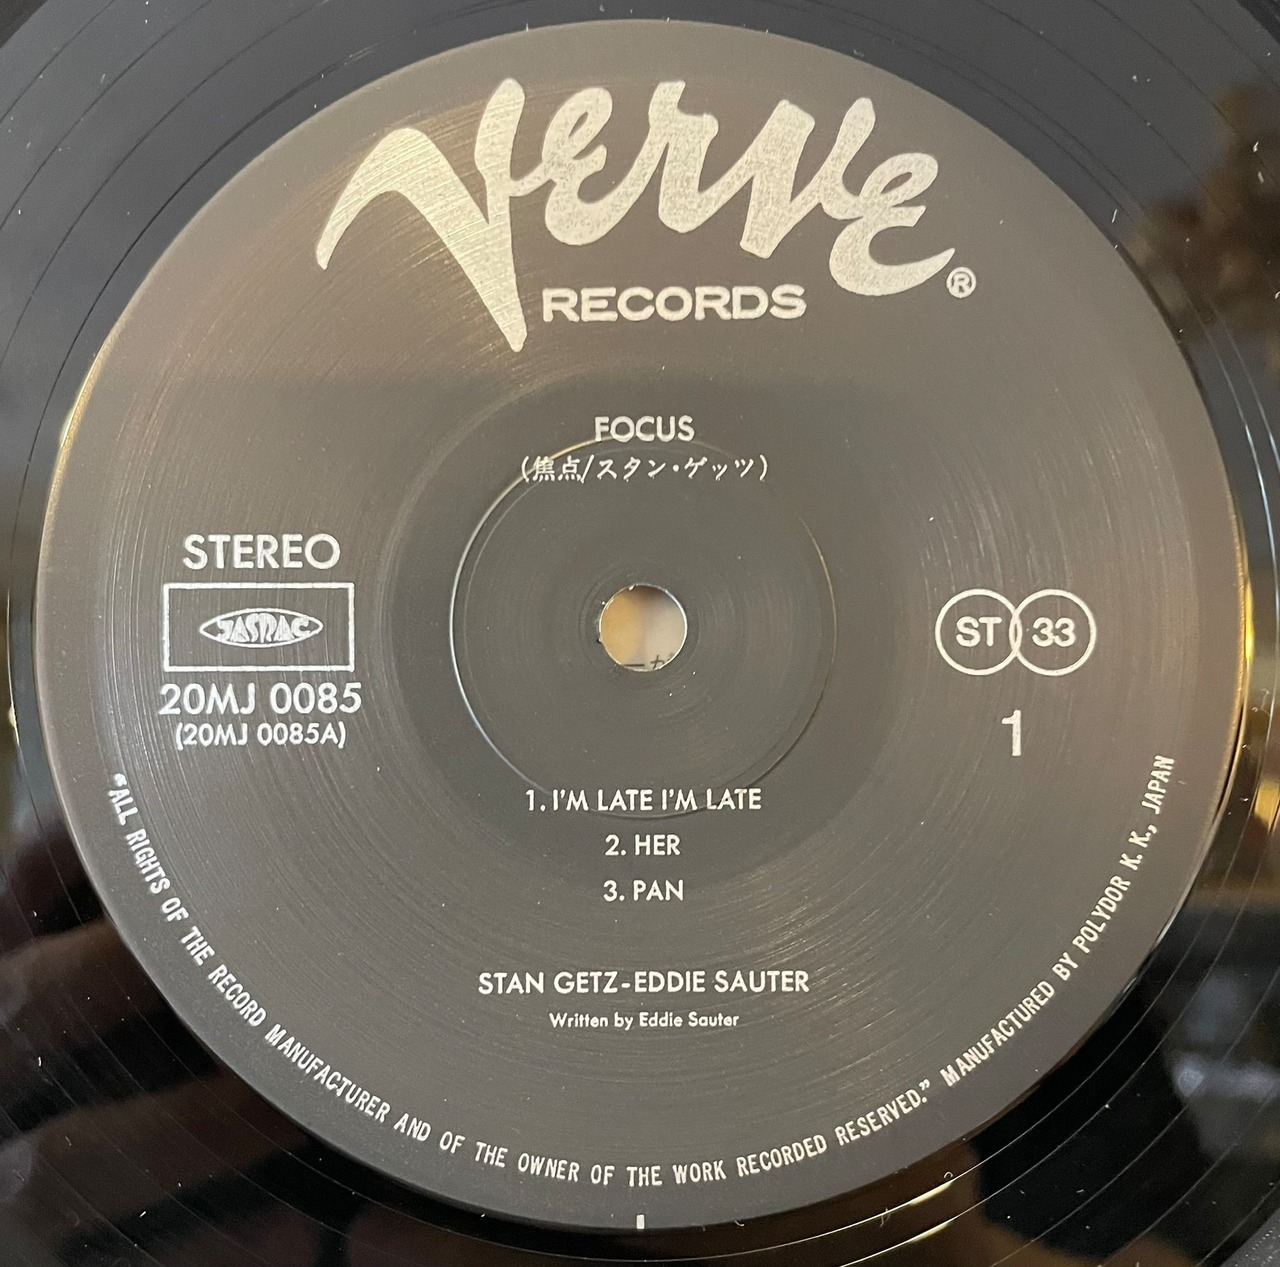 Verve®
RECORDS
FOCUS
(焦点/スタン・ゲッツ)
STEREO
JASRAC
20MJ 0085
(20MJ 0085A)
ST 33
1
1. I'M LATE I'M LATE
2. HER
3. PAN
STAN GETZ-EDDIE SAUTER
Written by Eddie Sauter
"ALL RIGHTS OF THE RECORD MANUFACTURER AND OF THE OWNER OF THE WORK RECORDED RESERVED." MANUFACTURED BY POLYDOR K. K., JAPAN